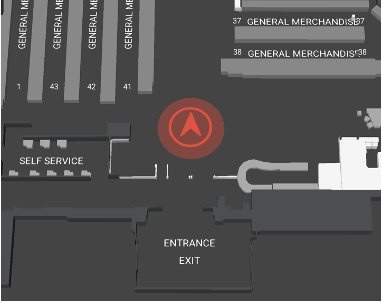 GENERAL ME
GENERAL ME
GENERAL ME
GENERAL ME
1
43
42
41
37
GENERAL MERCHANDISE
37
38
GENERAL MERCHANDISE
38
SELF SERVICE
ENTRANCE
EXIT